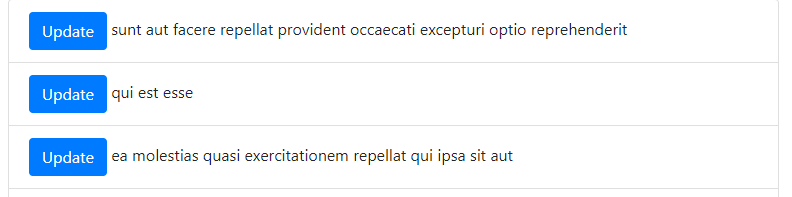 Update sunt aut facere repellat provident occaecati excepturi optio reprehenderit
Update qui est esse
Update ea molestias quasi exercitationem repellat qui ipsa sit aut